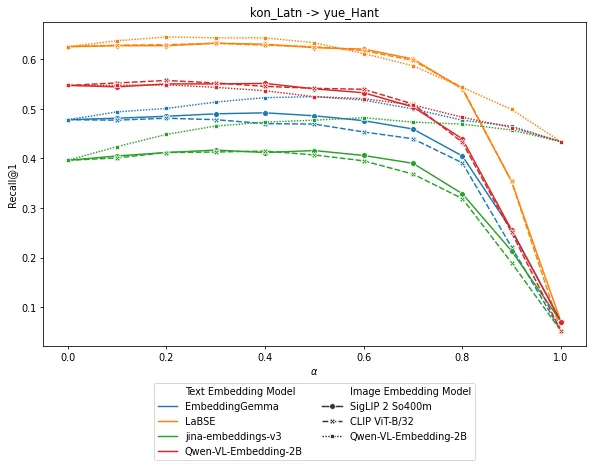 kon_Latn -> yue_Hant
Recall@1
0.6
0.5
0.4
0.3
0.2
0.1
0.0 0.2 0.4 0.6 0.8 1.0
α
Text Embedding Model
EmbeddingGemma
LaBSE
jina-embeddings-v3
Qwen-VL-Embedding-2B
Image Embedding Model
SigLIP 2 So400m
CLIP ViT-B/32
Qwen-VL-Embedding-2B